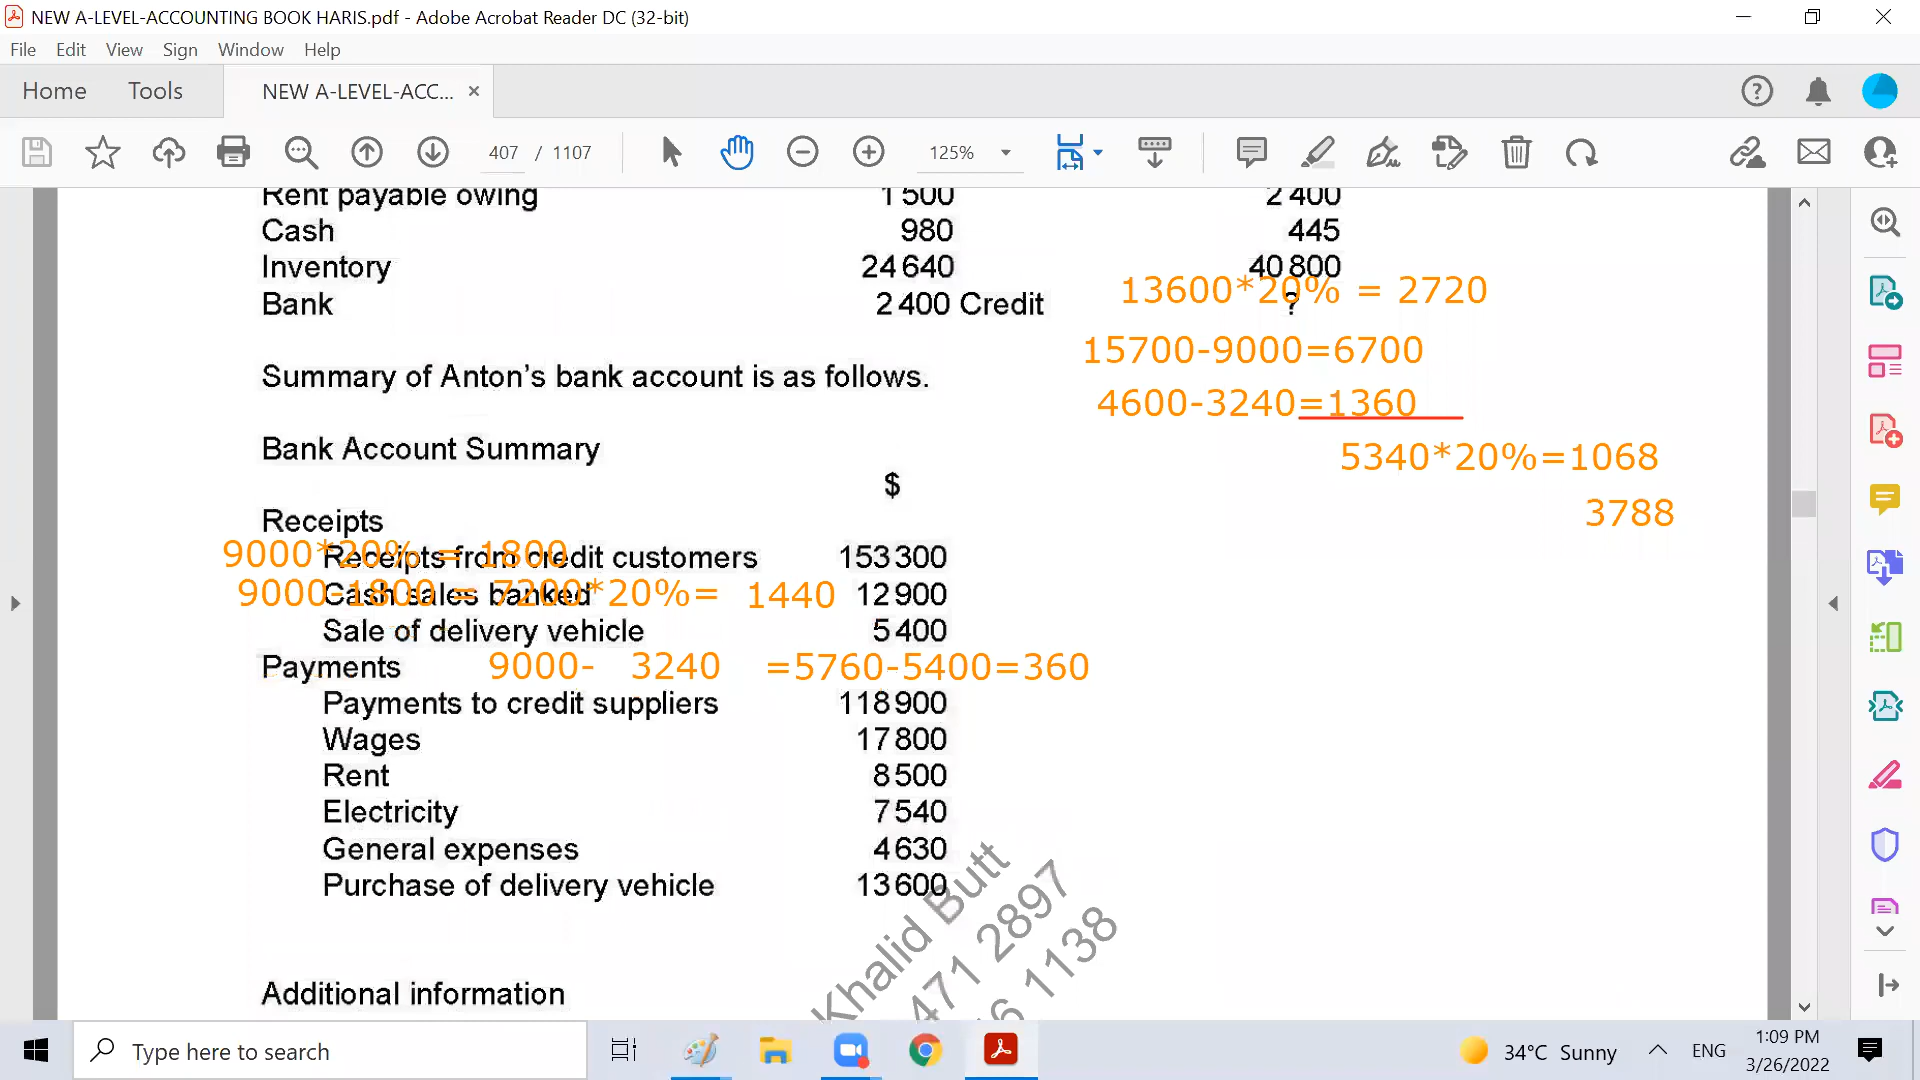 NEW A-LEVEL-ACCOUNTING BOOK HARIS.pdf - Adobe Acrobat Reader DC (32-bit)
File Edit View Sign Window Help
Home Tools NEW A-LEVEL-ACC... ×
407 / 1107 125%
Rent payable owing 1 500 2 400
Cash 980 445
Inventory 24 640 40 800
13600*20% = 2720
Bank 2 400 Credit ?
15700-9000=6700
Summary of Anton's bank account is as follows.
4600-3240=1360
Bank Account Summary
5340*20%=1068
$
3788
Receipts
9000*20% = 1800
Receipts from credit customers 153 300
9000-1800 = 7200*20%= 1440
Cash sales banked 12 900
Sale of delivery vehicle 5 400
Payments
9000- 3240 =5760-5400=360
Payments to credit suppliers 118 900
Wages 17 800
Rent 8 500
Electricity 7 540
General expenses 4 630
Purchase of delivery vehicle 13 600
Khalid Butt
471 2897
6 1138
Additional information
Type here to search
34°C Sunny
ENG
1:09 PM
3/26/2022